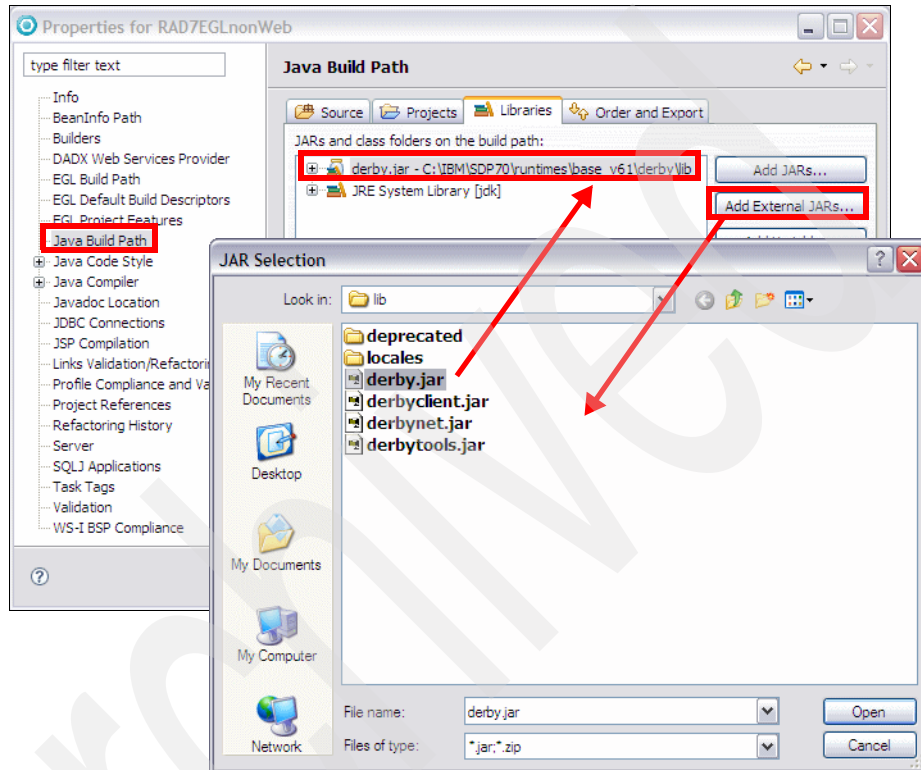 Properties for RAD7EGLnonWeb
type filter text
Info
BeanInfo Path
Builders
DADX Web Services Provider
EGL Build Path
EGL Default Build Descriptors
EGL Project Features
Java Build Path
Java Code Style
Java Compiler
Javadoc Location
JDBC Connections
JSP Compilation
Links Validation/Refactorin
Profile Compliance and Va
Project References
Refactoring History
Server
SQLJ Applications
Task Tags
Validation
WS-I BSP Compliance
Java Build Path
Source Projects Libraries Order and Export
JARs and class folders on the build path:
derby.jar - C:\IBM\SDP70\runtimes\base_v61\derby\lib
JRE System Library [jdk]
Add JARs...
Add External JARs...
JAR Selection
Look in: lib
My Recent
Documents
Desktop
My Documents
My Computer
Network
deprecated
locales
derby.jar
derbyclient.jar
derbynet.jar
derbytools.jar
File name: derby.jar Open
Files of type: *.jar;*.zip Cancel